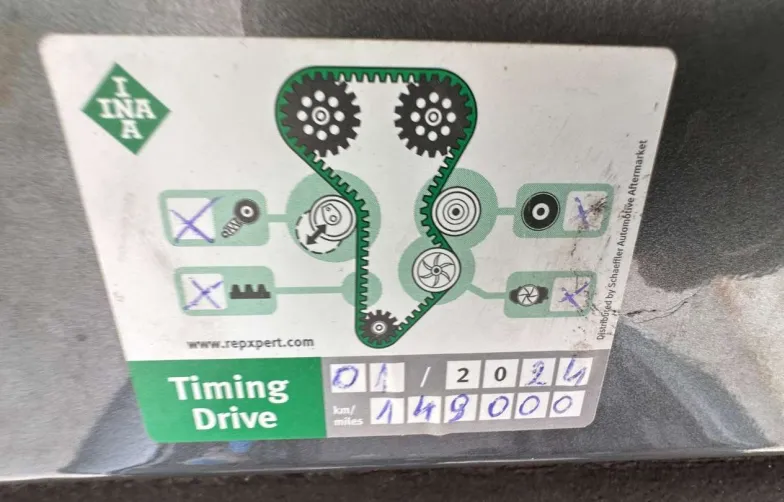 I
INA
A
X
X
X
X
www.repxpert.com
Distributed by Schaeffler Automotive Aftermarket
Timing
Drive
01 / 2024
km/
miles
149000